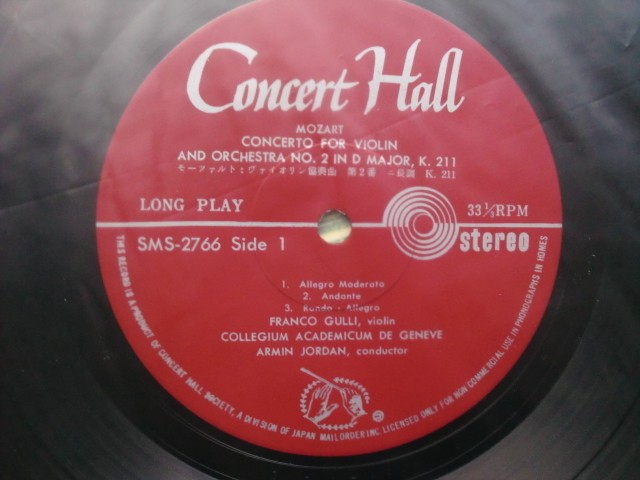 Concert Hall
MOZART
CONCERTO FOR VIOLIN
AND ORCHESTRA NO. 2 IN D MAJOR, K. 211
モーツァルト:ヴァイオリン協奏曲 第2番 ニ長調 K. 211
LONG PLAY
33⅓RPM
SMS-2766 Side 1
stereo
1. Allegro Moderato
2. Andante
3. Rondo : Allegro
FRANCO GULLI, violin
COLLEGIUM ACADEMICUM DE GENEVE
ARMIN JORDAN, conductor
THIS RECORD IS A PRODUCT OF CONCERT HALL SOCIETY, A DIVISION OF JAPAN MAILORDER INC. LICENSED ONLY FOR NON COMMERCIAL USE IN PHONOGRAPHS IN HOMES